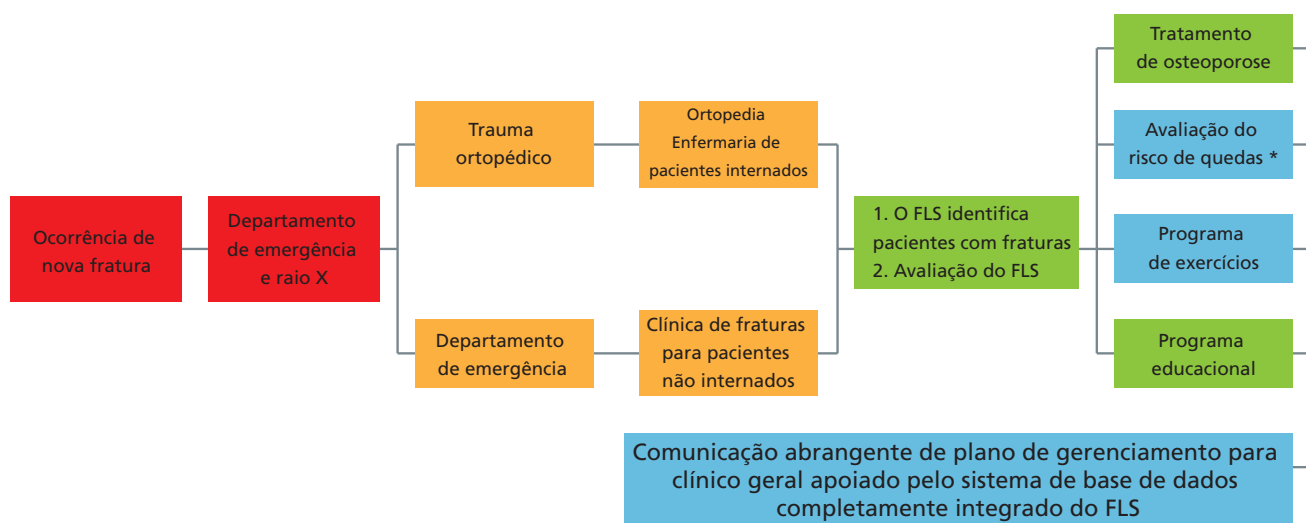 Ocorrência de
nova fratura
Departamento
de emergência
e raio X
Trauma
ortopédico
Departamento
de emergência
Ortopedia
Enfermaria de
pacientes internados
Clínica de fraturas
para pacientes
não internados
1. O FLS identifica
pacientes com fraturas
2. Avaliação do FLS
Tratamento
de osteoporose
Avaliação do
risco de quedas *
Programa
de exercícios
Programa
educacional
Comunicação abrangente de plano de gerenciamento para
clínico geral apoiado pelo sistema de base de dados
completamente integrado do FLS